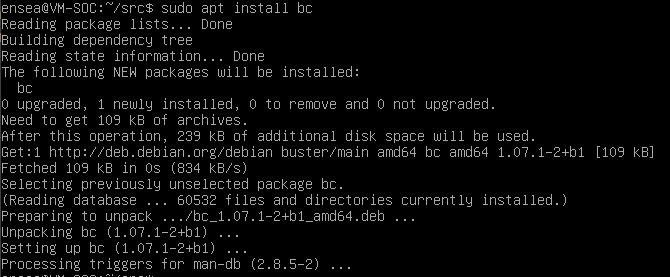 ensea@VM-SOC:~/src$ sudo apt install bc
Reading package lists... Done
Building dependency tree
Reading state information... Done
The following NEW packages will be installed:
  bc
0 upgraded, 1 newly installed, 0 to remove and 0 not upgraded.
Need to get 109 kB of archives.
After this operation, 239 kB of additional disk space will be used.
Get:1 http://deb.debian.org/debian buster/main amd64 bc amd64 1.07.1-2+b1 [109 kB]
Fetched 109 kB in 0s (834 kB/s)
Selecting previously unselected package bc.
(Reading database ... 60532 files and directories currently installed.)
Preparing to unpack .../bc_1.07.1-2+b1_amd64.deb ...
Unpacking bc (1.07.1-2+b1) ...
Setting up bc (1.07.1-2+b1) ...
Processing triggers for man-db (2.8.5-2) ...